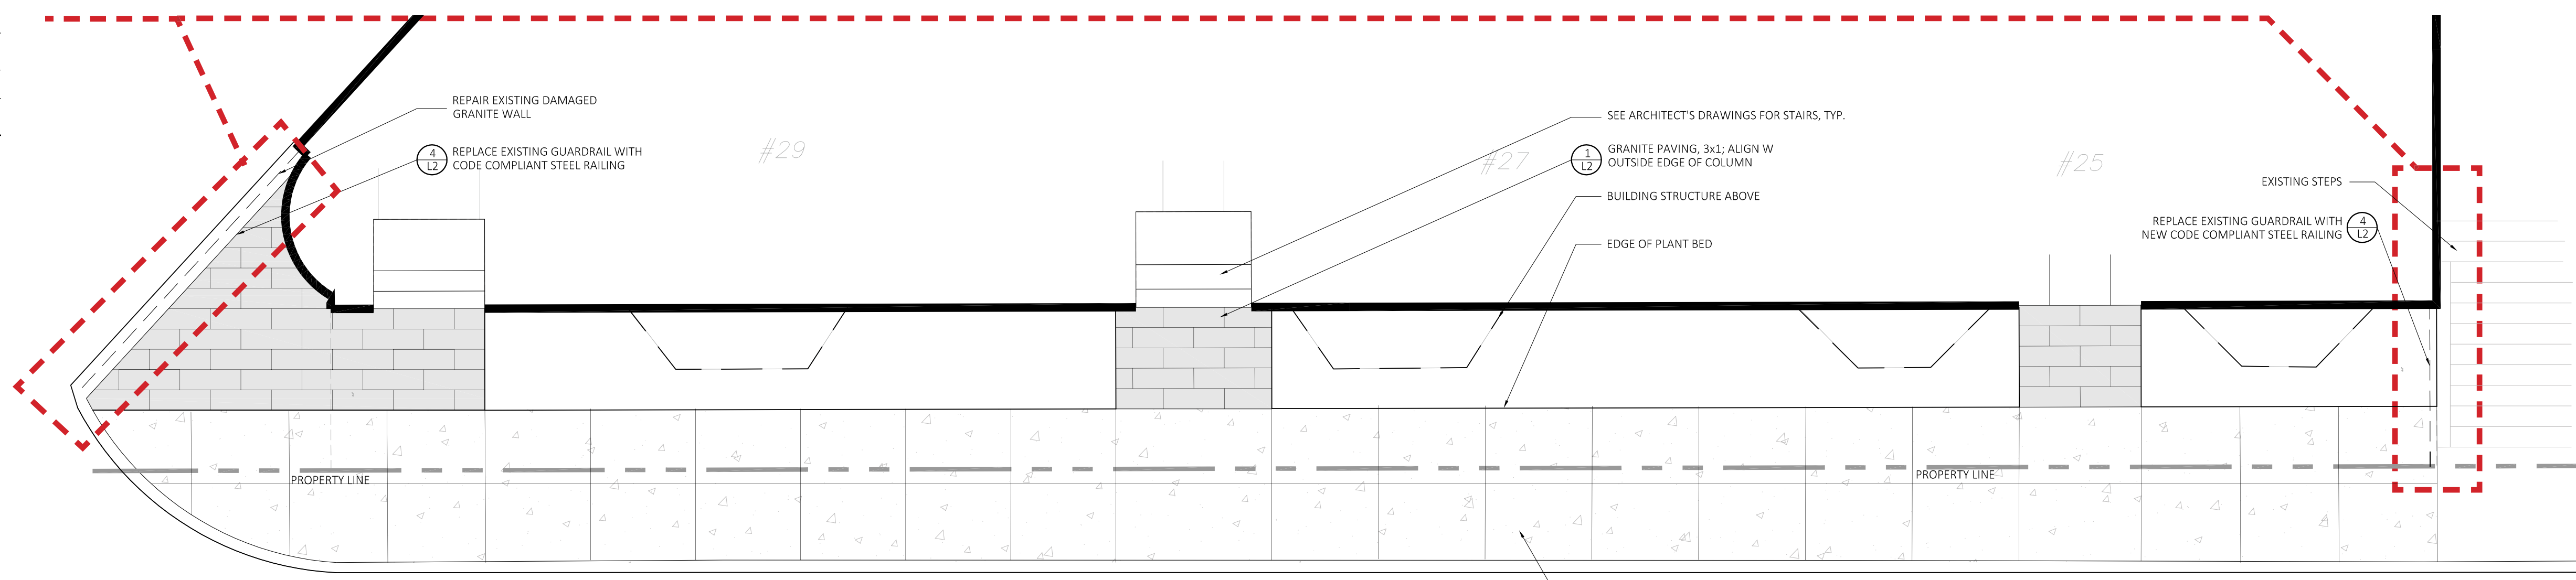 REPAIR EXISTING DAMAGED
GRANITE WALL
4
L2
REPLACE EXISTING GUARDRAIL WITH
CODE COMPLIANT STEEL RAILING
#29
SEE ARCHITECT'S DRAWINGS FOR STAIRS, TYP.
1
L2
GRANITE PAVING, 3x1; ALIGN W
OUTSIDE EDGE OF COLUMN
#27
BUILDING STRUCTURE ABOVE
EDGE OF PLANT BED
#25
EXISTING STEPS
REPLACE EXISTING GUARDRAIL WITH
NEW CODE COMPLIANT STEEL RAILING
4
L2
PROPERTY LINE
PROPERTY LINE